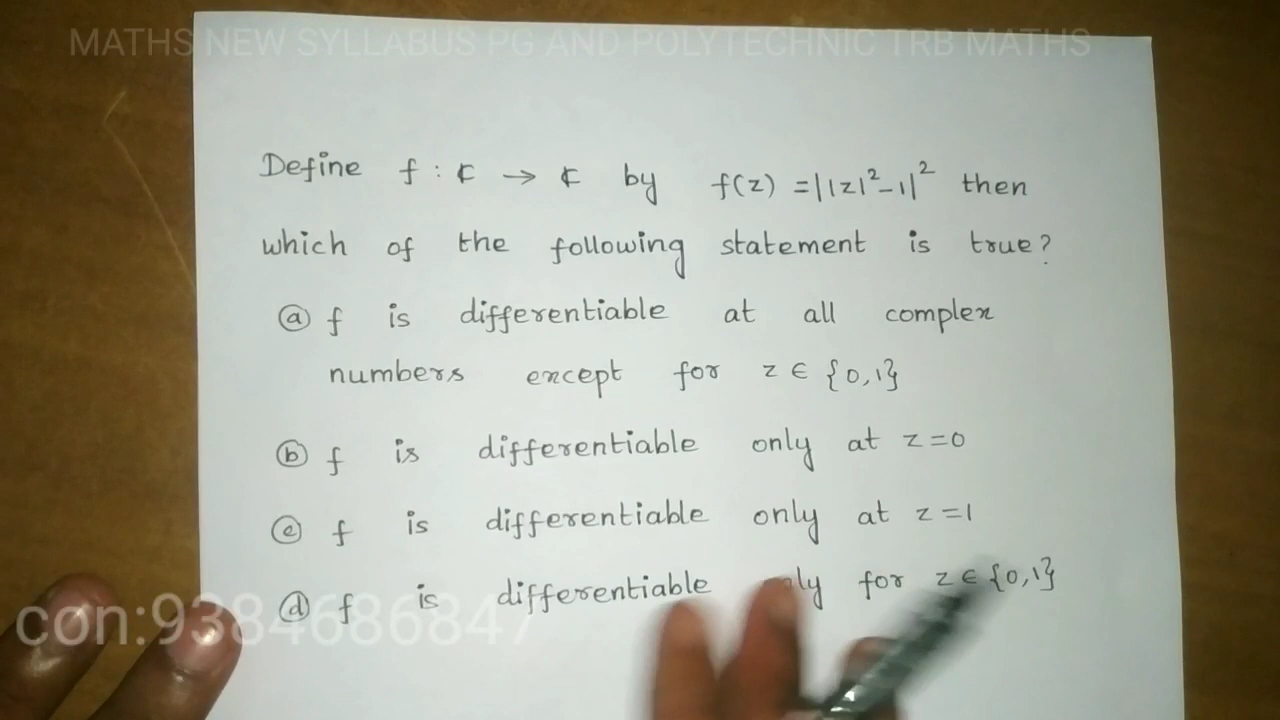 MATHS NEW SYLLABUS PG AND POLYTECHNIC TRB MATHS
Define f : ¢ → ¢ by f(z) = ||z|²-1|² then
which of the following statement is true?
ⓐ f is differentiable at all complex
numbers except for z ∈ {0,1}
ⓑ f is differentiable only at z=0
ⓒ f is differentiable only at z=1
ⓓ f is differentiable for z ∈ {0,1}
con:9384686847